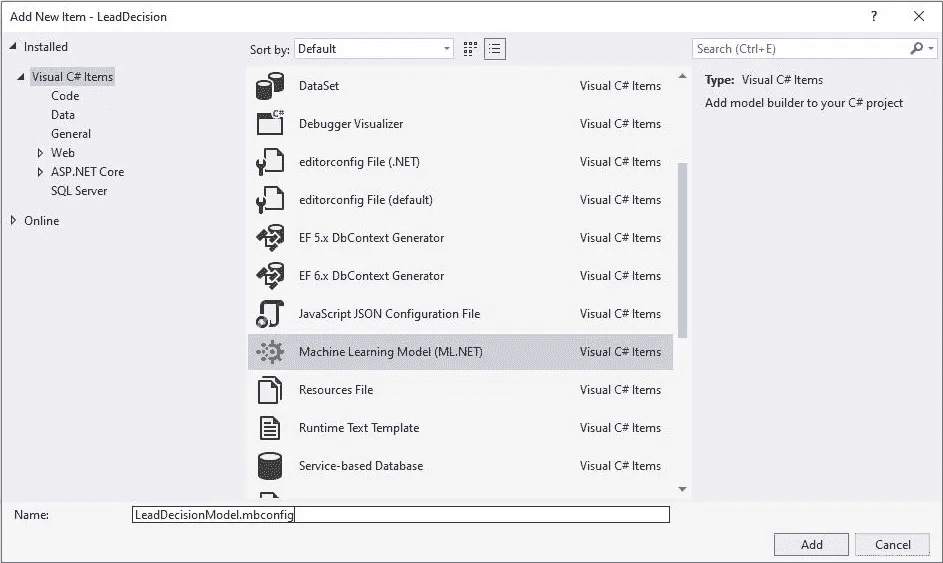 Add New Item - LeadDecision
?
Installed
Sort by: Default
Search (Ctrl+E)
Visual C# Items
Code
Data
General
Web
ASP.NET Core
SQL Server
Online
DataSet Visual C# Items
C#
Debugger Visualizer Visual C# Items
editorconfig File (.NET) Visual C# Items
editorconfig File (default) Visual C# Items
EF 5.x DbContext Generator Visual C# Items
EF 6.x DbContext Generator Visual C# Items
JavaScript JSON Configuration File Visual C# Items
Machine Learning Model (ML.NET) Visual C# Items
Resources File Visual C# Items
Runtime Text Template Visual C# Items
Service-based Database Visual C# Items
Type: Visual C# Items
Add model builder to your C# project
Name: LeadDecisionModel.mbconfig
Add Cancel